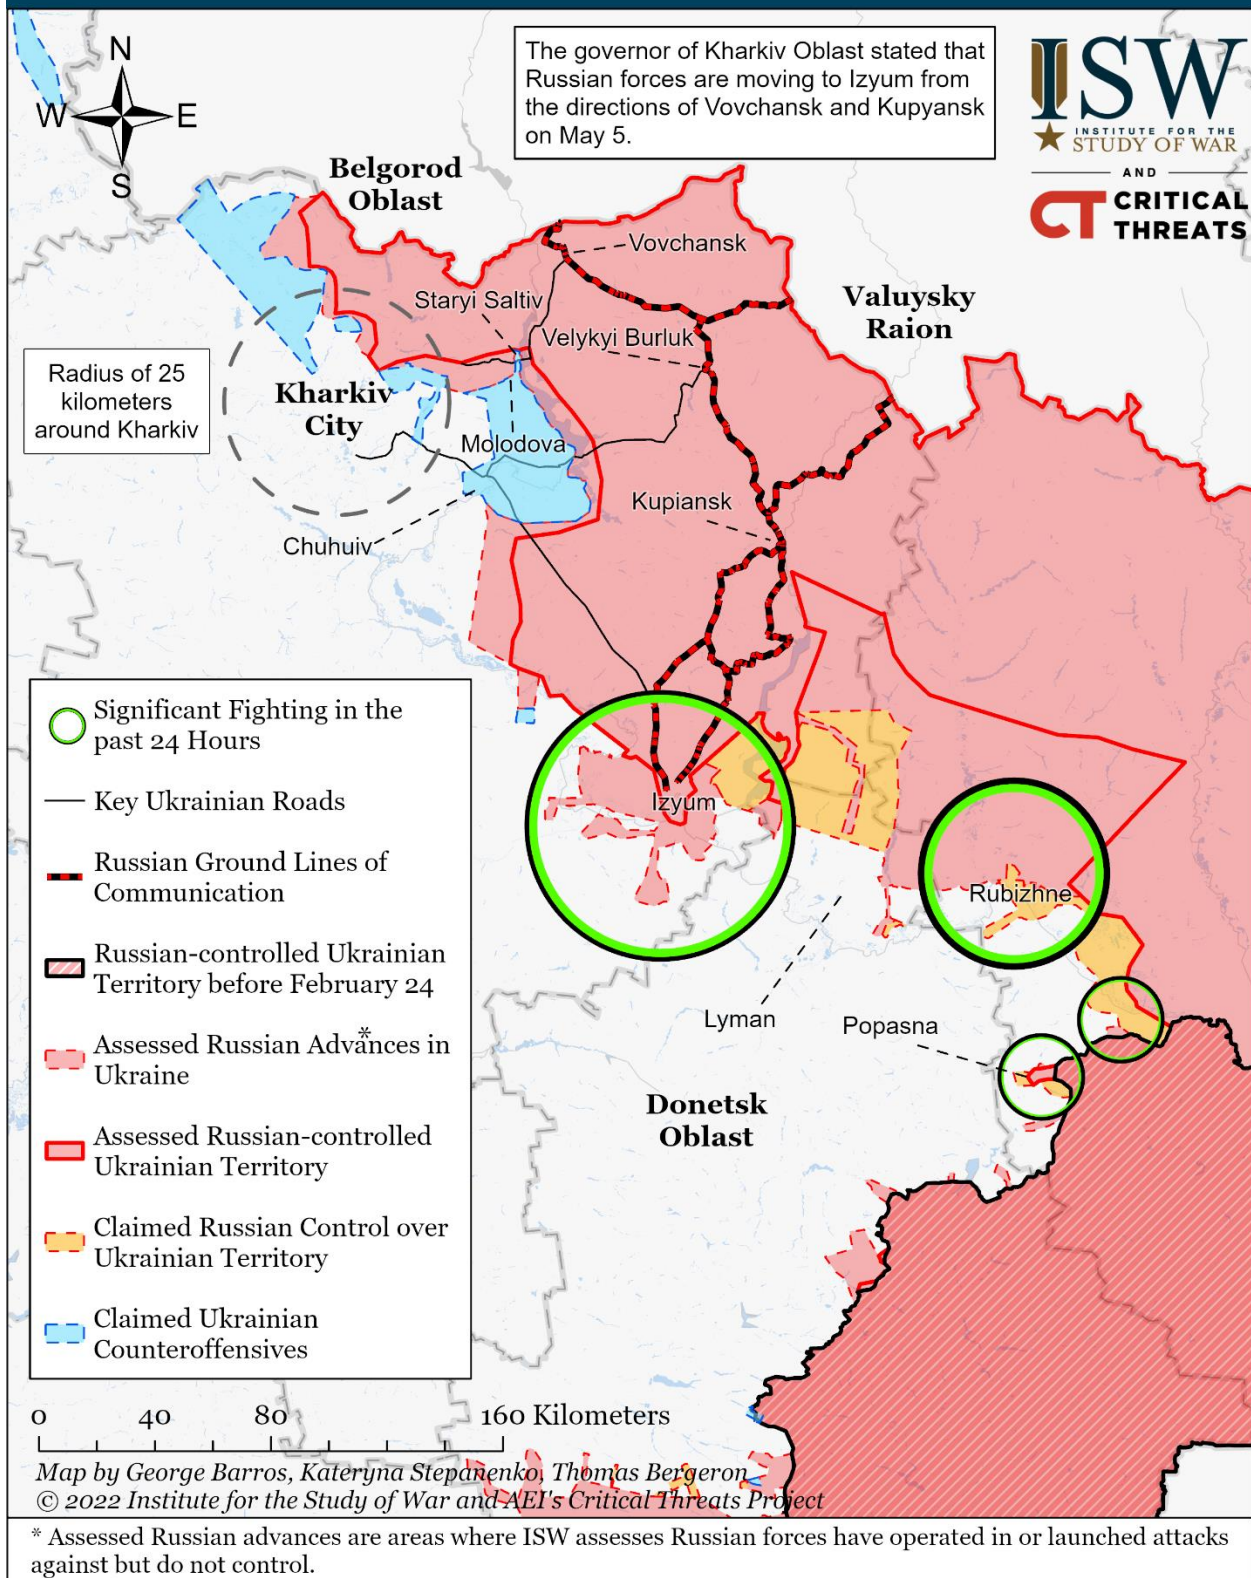 The governor of Kharkiv Oblast stated that
Russian forces are moving to Izyum from
the directions of Vovchansk and Kupyansk
on May 5.
ISW
INSTITUTE FOR THE
STUDY OF WAR
AND
CT CRITICAL
THREATS
N
W
E
S
Belgorod
Oblast
Vovchansk
Staryi Saltiv
Valuysky
Raion
Velykyi Burluk
Radius of 25
kilometers
around Kharkiv
Kharkiv
City
Molodova
Kupiansk
Chuhuiv
Izyum
Rubizhne
Lyman
Popasna
Donetsk
Oblast
Significant Fighting in the
past 24 Hours
Key Ukrainian Roads
Russian Ground Lines of
Communication
Russian-controlled Ukrainian
Territory before February 24
Assessed Russian Advances in
Ukraine
*
Assessed Russian-controlled
Ukrainian Territory
Claimed Russian Control over
Ukrainian Territory
Claimed Ukrainian
Counteroffensives
0 40 80 160 Kilometers
Map by George Barros, Kateryna Stepanenko, Thomas Bergeron
© 2022 Institute for the Study of War and AEI's Critical Threats Project
* Assessed Russian advances are areas where ISW assesses Russian forces have operated in or launched attacks
against but do not control.